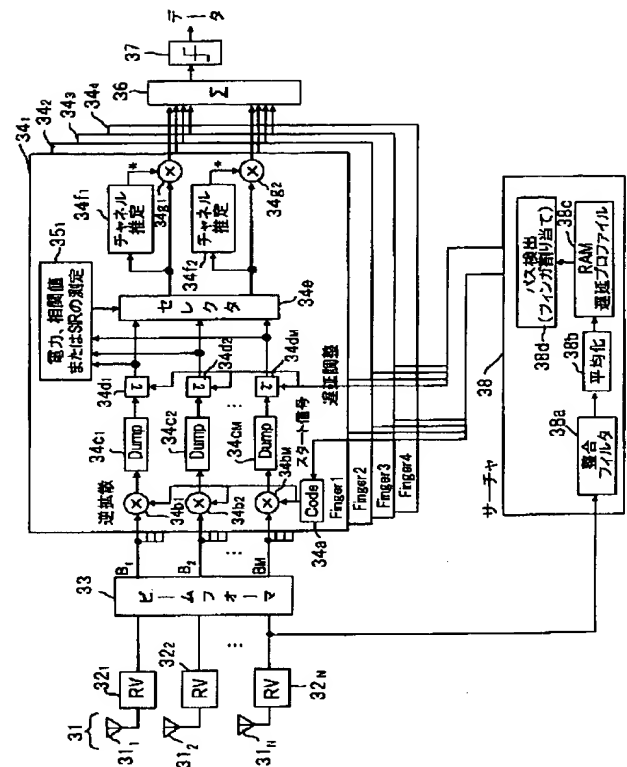 31
31₁
31₂
31N
32₁
32₂
32N
RV
RV
RV
⋮
33
ビームフォーマ
B₁
B₂
BM
⋮
逆拡散
34b₁
34b₂
34bM
34c₁
34c₂
34cM
Dump
Dump
Dump
⋮
34d₁
34d₂
34dM
τ
τ
τ
スタート信号
遅延調整
Code
34a
Finger1
Finger2
Finger3
Finger4
35₁
電力、相関値
またはSIRの測定
セレクタ
34e
34f₁
チャネル
推定
*
34g₁
34f₂
チャネル
推定
*
34g₂
34₁
34₂
34₃
34₄
36
Σ
37
データ
38
サーチャ
38a
整合
フィルタ
38b
平均化
38c
RAM
遅延プロファイル
38d
パス検出
(フィンガ割り当て)